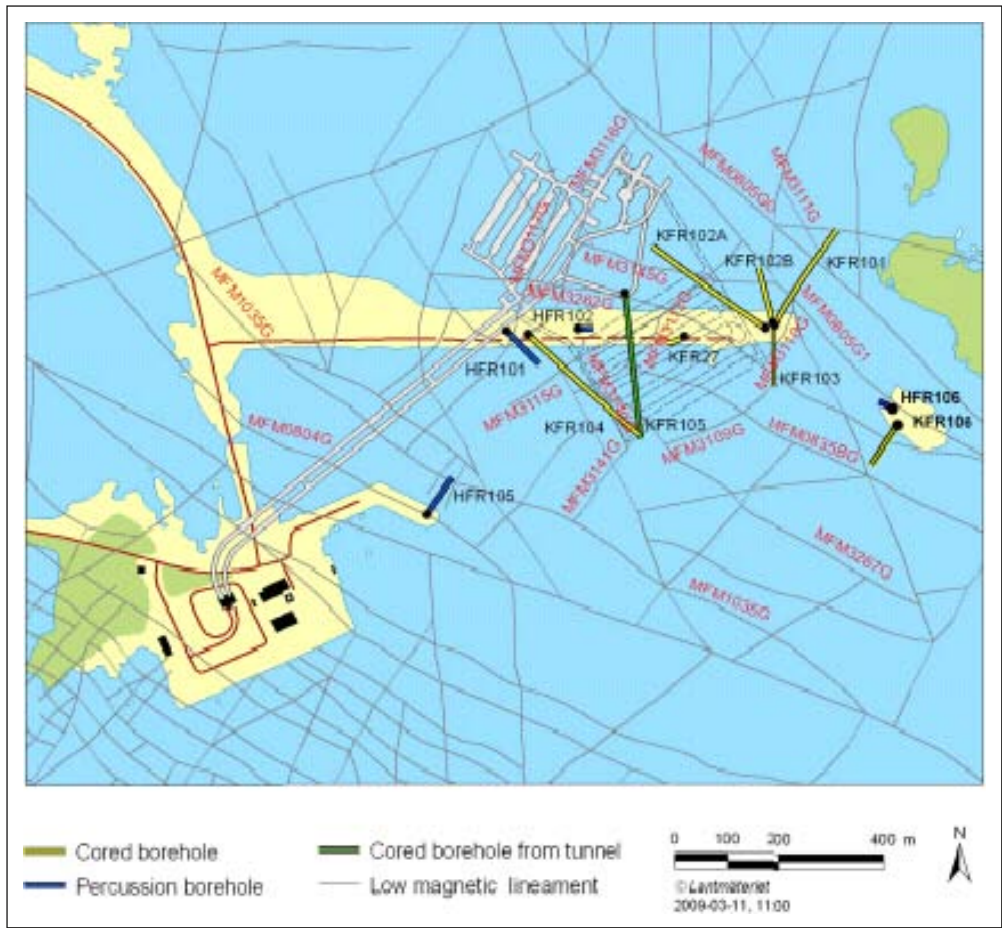 MFM3116G
MFM0805G0
MFM3113G
KFR102A
KFR102B
KFR101
MFM3145G
MFM1035G
MFM3262G
HFR102
MFM0805G1
HFR101
KFR27
KFR103
MFM3115G
HFR106
KFR106
KFR104
KFR105
MFM0804G
MFM3109G
MFM0835BG
MFM3141G
HFR105
MFM3267G
MFM1035G
Cored borehole
Percussion borehole
Cored borehole from tunnel
Low magnetic lineament
0 100 200 400 m
N
© Lantmäteriet
2009-03-11, 11:00